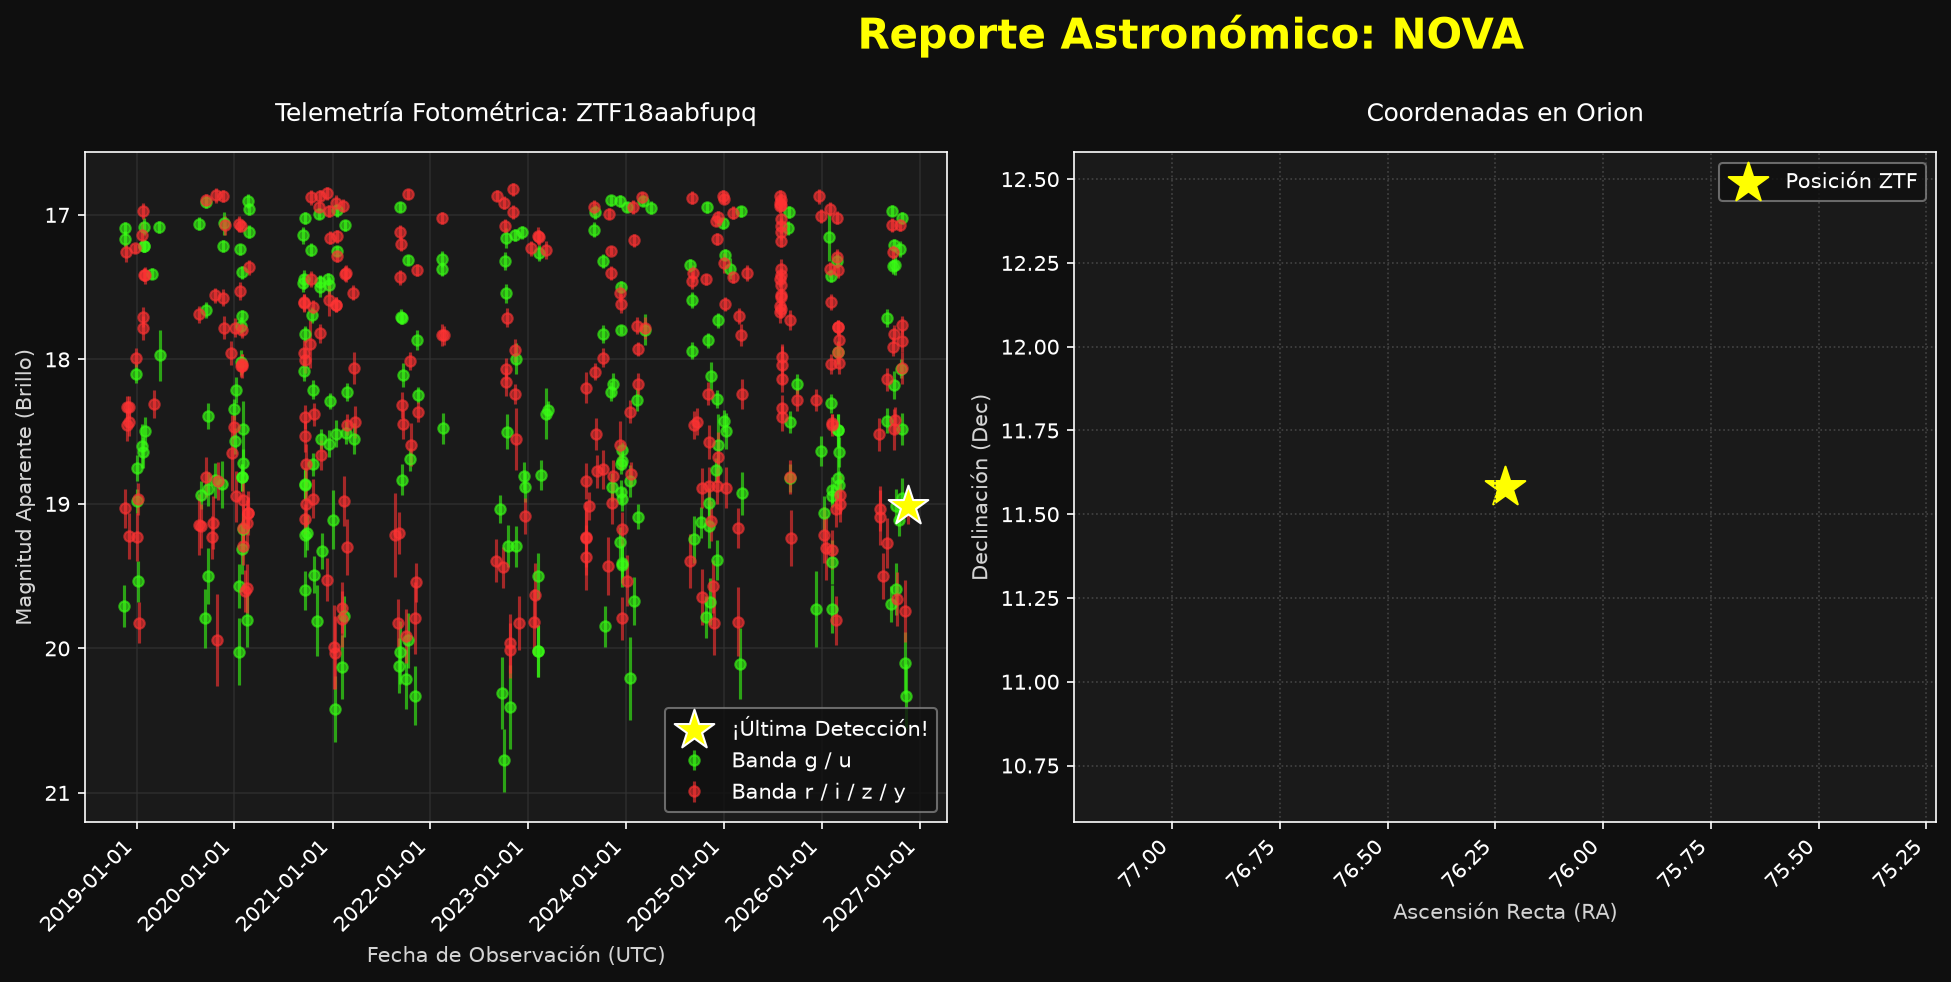 Reporte Astronómico: NOVA
Telemetría Fotométrica: ZTF18aabfupq
Magnitud Aparente (Brillo)
17
18
19
20
21
¡Última Detección!
Banda g / u
Banda r / i / z / y
2019-01-01
2020-01-01
2021-01-01
2022-01-01
2023-01-01
2024-01-01
2025-01-01
2026-01-01
2027-01-01
Fecha de Observación (UTC)
Coordenadas en Orion
Declinación (Dec)
12.50
12.25
12.00
11.75
11.50
11.25
11.00
10.75
Posición ZTF
77.00
76.75
76.50
76.25
76.00
75.75
75.50
75.25
Ascensión Recta (RA)